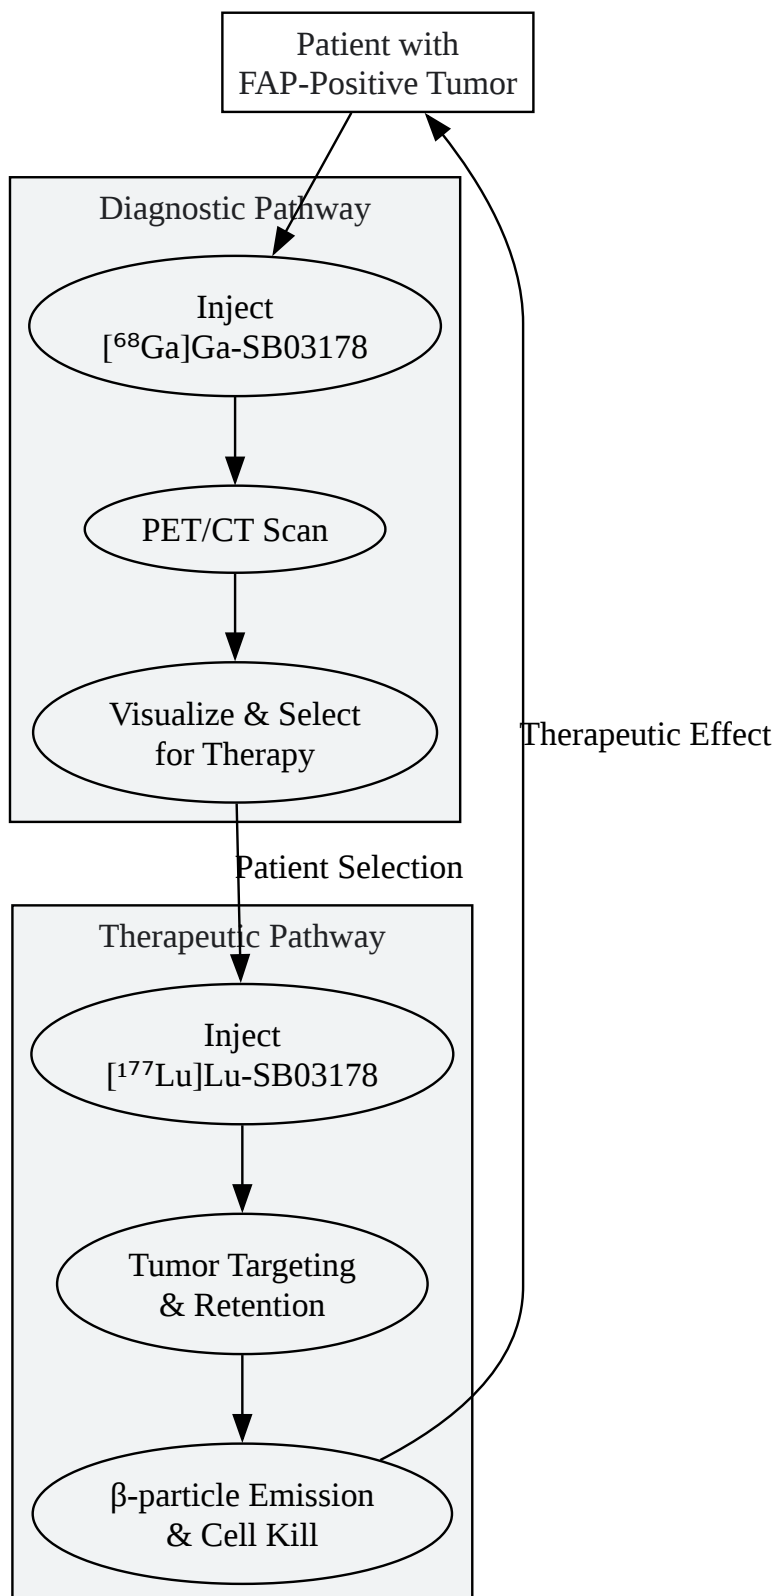 Patient with
FAP-Positive Tumor
Diagnostic Pathway
Inject
[⁶⁸Ga]Ga-SB03178
PET/CT Scan
Visualize & Select
for Therapy
Therapeutic Effect
Patient Selection
Therapeutic Pathway
Inject
[¹⁷⁷Lu]Lu-SB03178
Tumor Targeting
& Retention
β-particle Emission
& Cell Kill